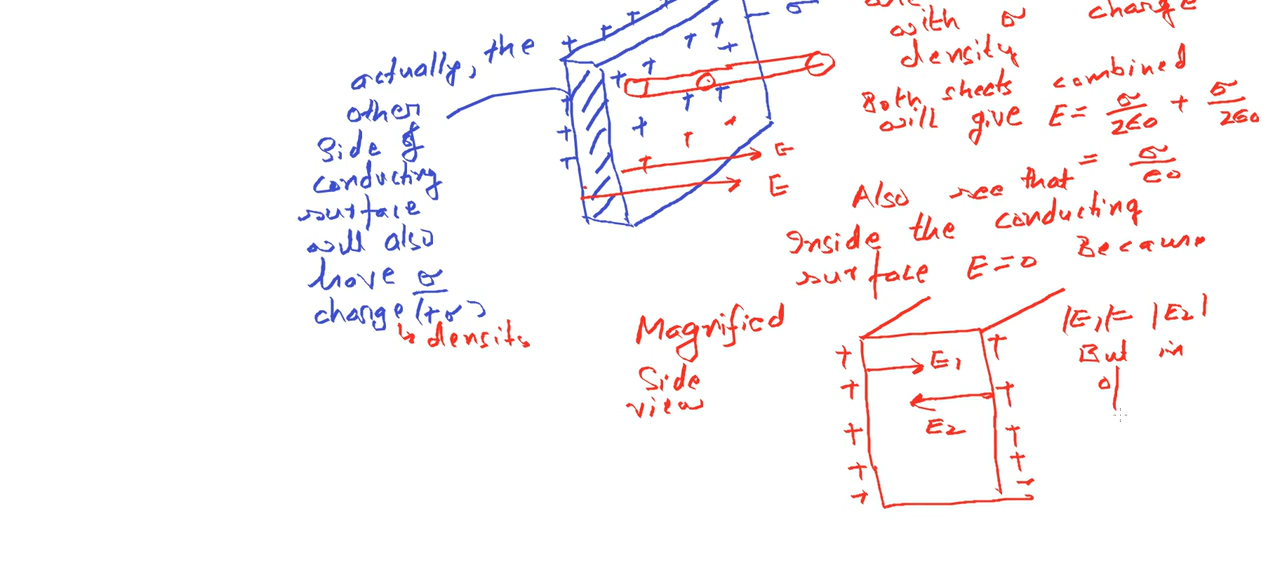 with σ charge
density
Both sheets combined
will give E = σ/2ε0 + σ/2ε0
= σ/ε0
Also see that
Inside the conducting
surface E=0 Because
actually, the
other
Side of
conducting
surface
will also
have σ
charge (+σ)
↳ density
σ
E
E
Magnified
Side
view
E1
E2
|E1| = |E2|
But in